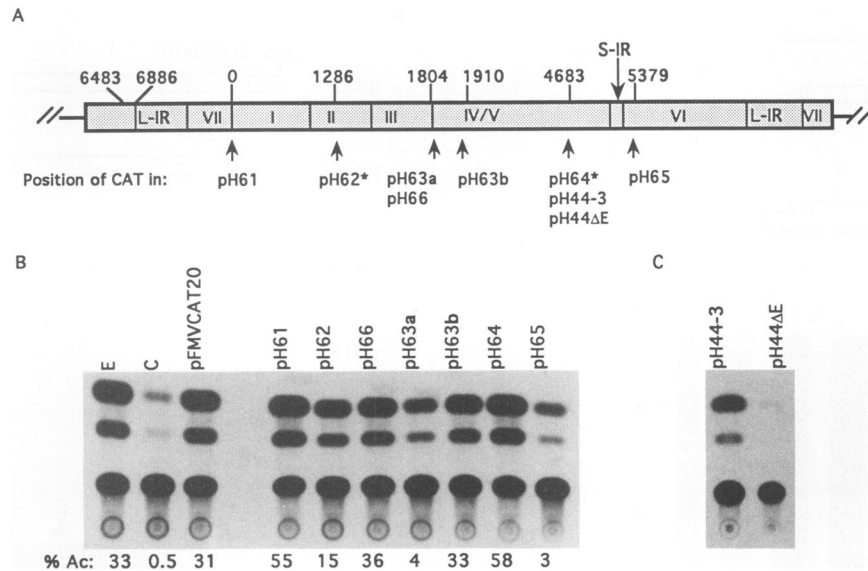 A
S-IR
6483 6886 0 1286 1804 1910 4683 5379
L-IR VII I II III IV/V VI L-IR VII
Position of CAT in: pH61 pH62* pH63a pH63b pH64* pH65
pH66 pH44-3
pH44ΔE
B
E C pFMVCAT20 pH61 pH62 pH66 pH63a pH63b pH64 pH65
% Ac: 33 0.5 31 55 15 36 4 33 58 3
C
pH44-3 pH44ΔE